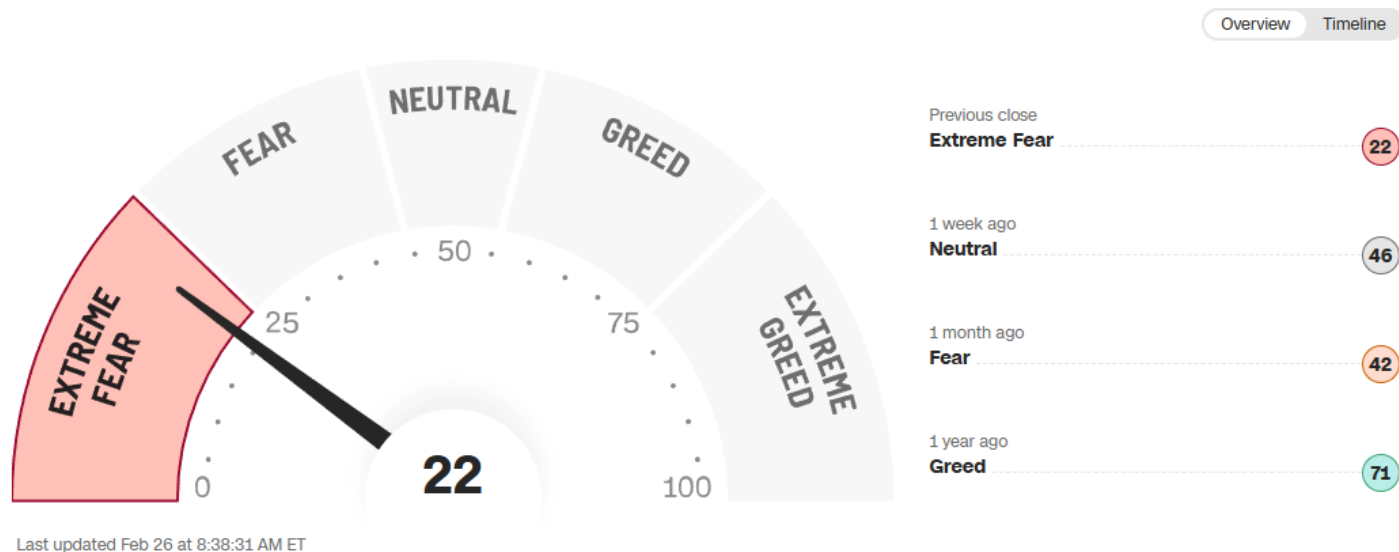 Overview Timeline
NEUTRAL
FEAR
GREED
EXTREME
FEAR
EXTREME
GREED
0
25
50
75
100
22
Last updated Feb 26 at 8:38:31 AM ET
Previous close
Extreme Fear 22
1 week ago
Neutral 46
1 month ago
Fear 42
1 year ago
Greed 71